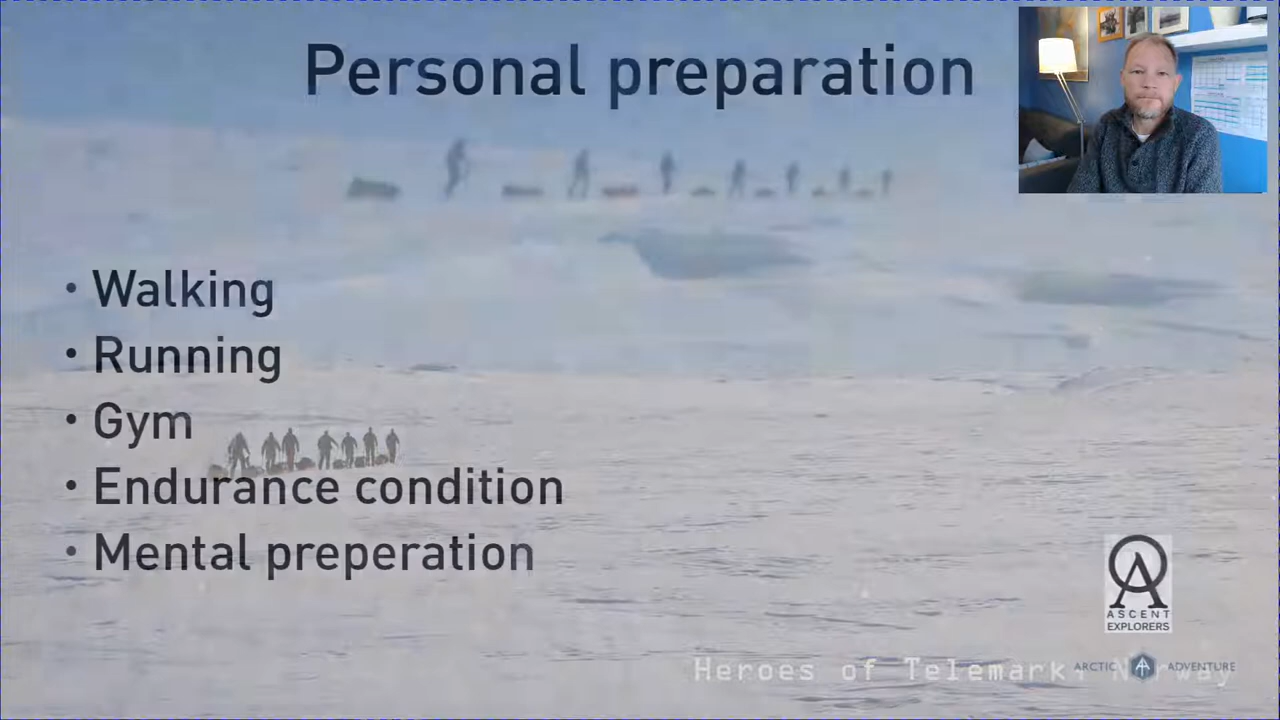 Personal preparation
• Walking
• Running
• Gym
• Endurance condition
• Mental preperation
ASCENT
EXPLORERS
Heroes of Telemark, Norway
ARCTIC ADVENTURE